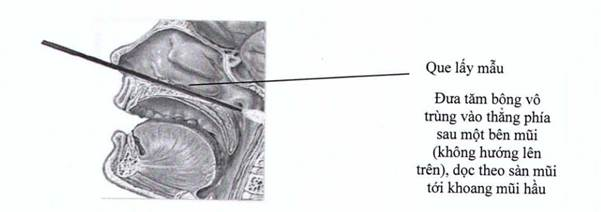 Que lấy mẫu
Đưa tăm bông vô
trùng vào thẳng phía
sau một bên mũi
(không hướng lên
trên), dọc theo sàn mũi
tới khoang mũi hầu